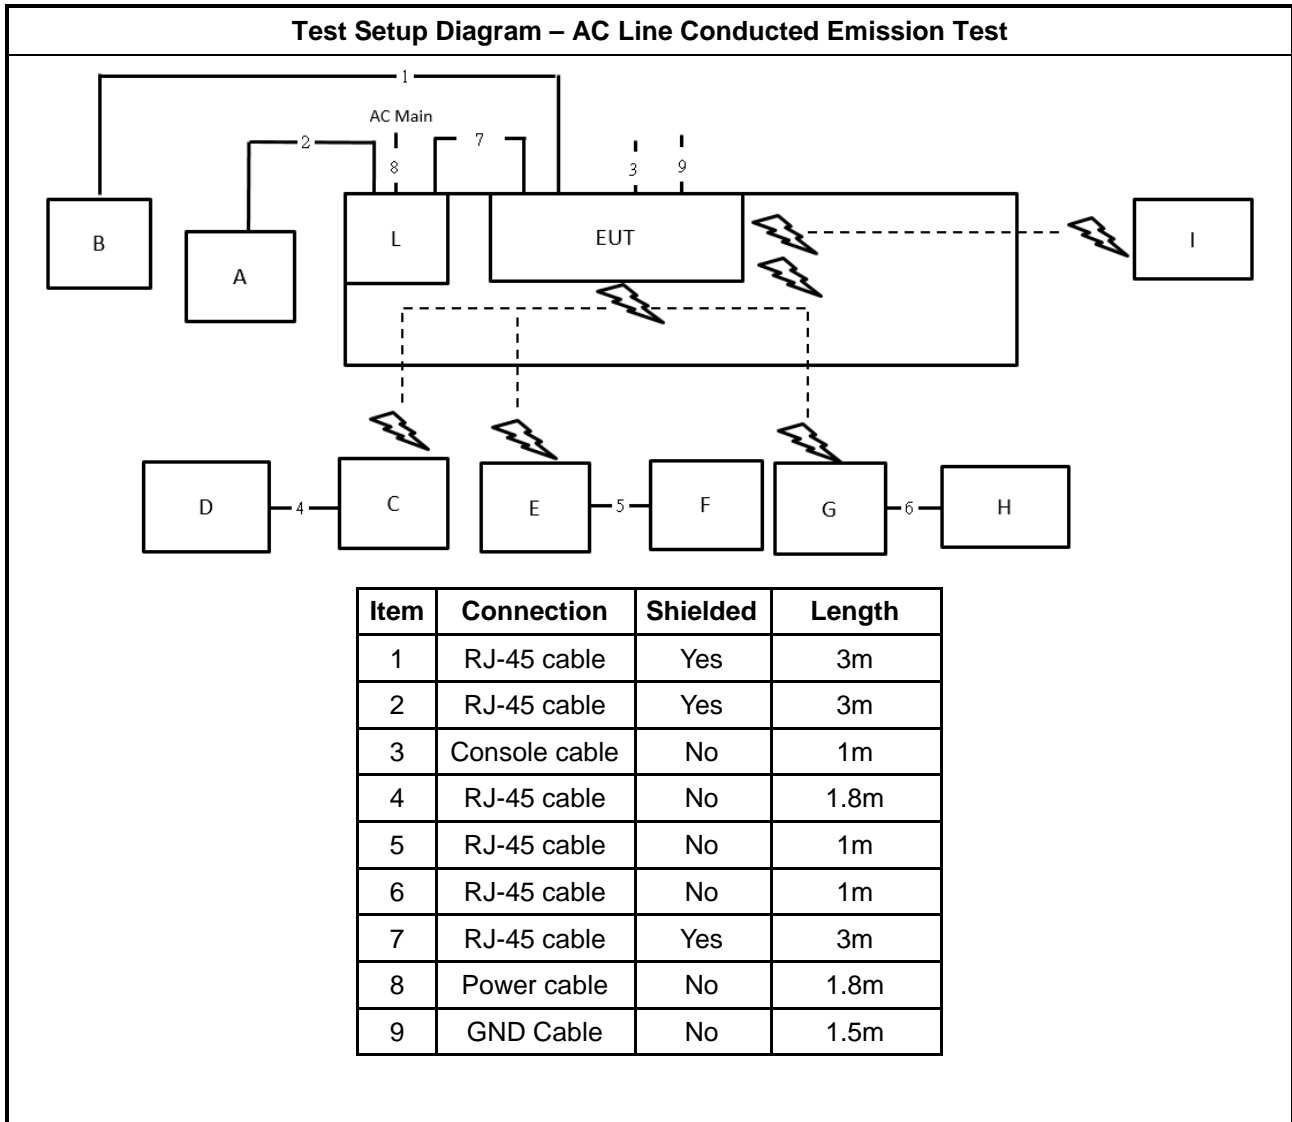 Test Setup Diagram – AC Line Conducted Emission Test
1
AC Main
2
7
8
3
9
B
A
L
EUT
I
D
4
C
E
5
F
G
6
H
Item Connection Shielded Length
1 RJ-45 cable Yes 3m
2 RJ-45 cable Yes 3m
3 Console cable No 1m
4 RJ-45 cable No 1.8m
5 RJ-45 cable No 1m
6 RJ-45 cable No 1m
7 RJ-45 cable Yes 3m
8 Power cable No 1.8m
9 GND Cable No 1.5m